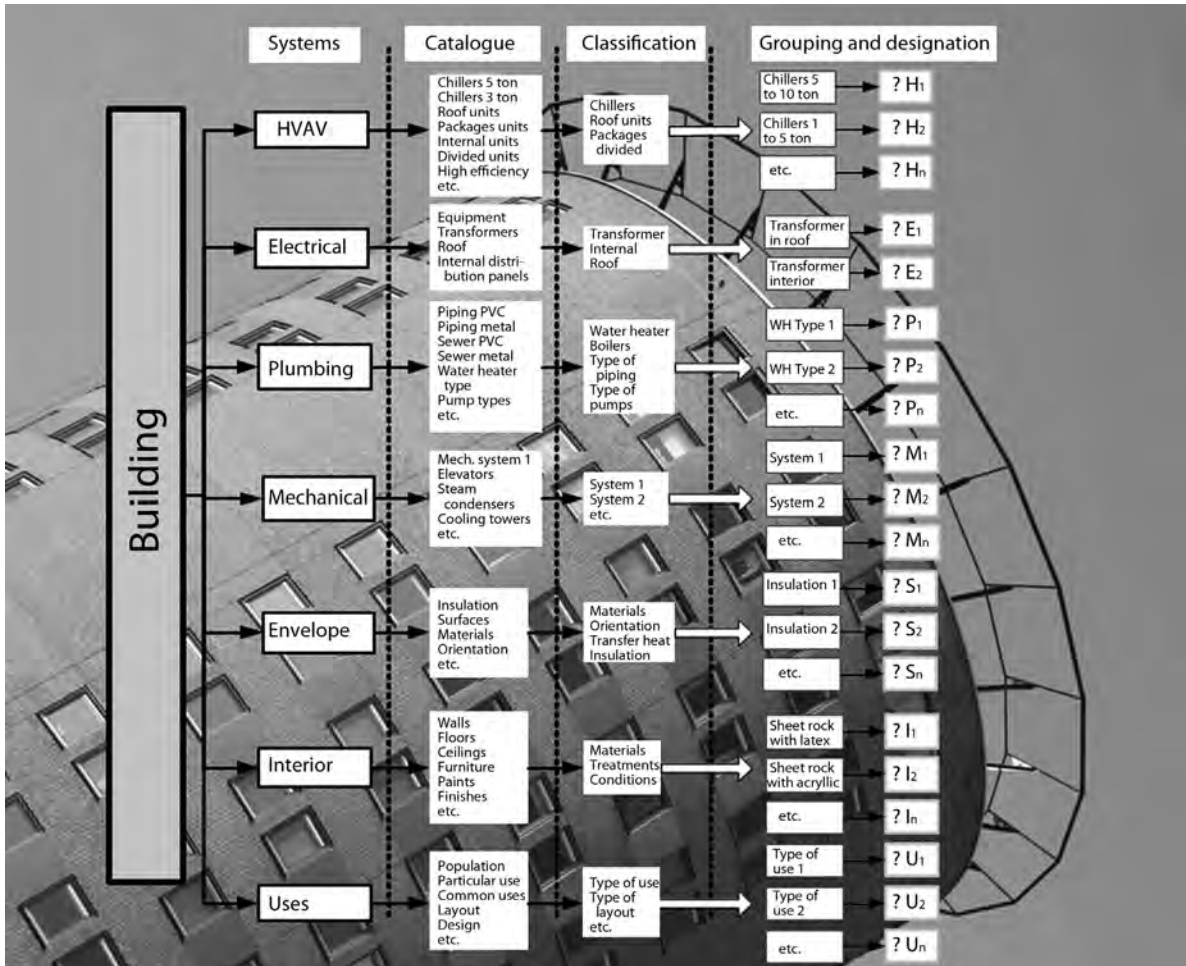 Systems
Catalogue
Classification
Grouping and designation
Building
HVAV
Chillers 5 ton
Chillers 3 ton
Roof units
Packages units
Internal units
Divided units
High efficiency
etc.
Chillers
Roof units
Packages
divided
Chillers 5
to 10 ton
? H1
Chillers 1
to 5 ton
? H2
etc.
? Hn
Electrical
Equipment
Transformers
Roof
Internal distri-
bution panels
Transformer
Internal
Roof
Transformer
in roof
? E1
Transformer
interior
? E2
Plumbing
Piping PVC
Piping metal
Sewer PVC
Sewer metal
Water heater
type
Pump types
etc.
Water heater
Boilers
Type of
piping
Type of
pumps
WH Type 1
? P1
WH Type 2
? P2
etc.
? Pn
Mechanical
Mech. system 1
Elevators
Steam
condensers
Cooling towers
etc.
System 1
System 2
etc.
System 1
? M1
System 2
? M2
etc.
? Mn
Envelope
Insulation
Surfaces
Materials
Orientation
etc.
Materials
Orientation
Transfer heat
Insulation
Insulation 1
? S1
Insulation 2
? S2
etc.
? Sn
Interior
Walls
Floors
Ceilings
Furniture
Paints
Finishes
etc.
Materials
Treatments
Conditions
Sheet rock
with latex
? I1
Sheet rock
with acryllic
? I2
etc.
? In
Uses
Population
Particular use
Common uses
Layout
Design
etc.
Type of use
Type of
layout
etc.
Type of
use 1
? U1
Type of
use 2
? U2
etc.
? Un